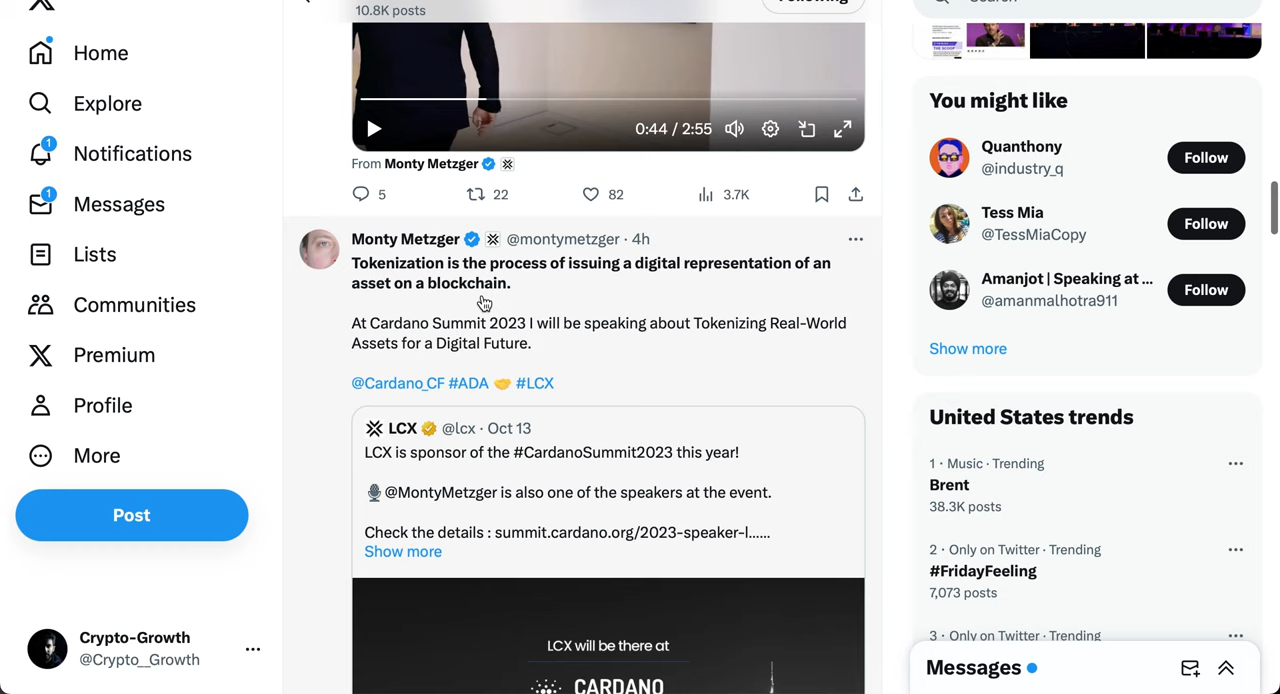 10.8K posts
Following
Home
Explore
1
Notifications
1
Messages
Lists
Communities
Premium
Profile
More
Post
Crypto-Growth
@Crypto__Growth
0:44 / 2:55
From Monty Metzger
5 22 82 3.7K
Monty Metzger @montymetzger · 4h
Tokenization is the process of issuing a digital representation of an
asset on a blockchain.
At Cardano Summit 2023 I will be speaking about Tokenizing Real-World
Assets for a Digital Future.
@Cardano_CF #ADA 🤝 #LCX
LCX @lcx · Oct 13
LCX is sponsor of the #CardanoSummit2023 this year!
🎙️@MontyMetzger is also one of the speakers at the event.
Check the details : summit.cardano.org/2023-speaker-l......
Show more
LCX will be there at
CARDANO
Search
You might like
Quanthony
@industry_q
Follow
Tess Mia
@TessMiaCopy
Follow
Amanjot | Speaking at ...
@amanmalhotra911
Follow
Show more
United States trends
1 · Music · Trending
Brent
38.3K posts
2 · Only on Twitter · Trending
#FridayFeeling
7,073 posts
3 · Only on Twitter · Trending
Messages